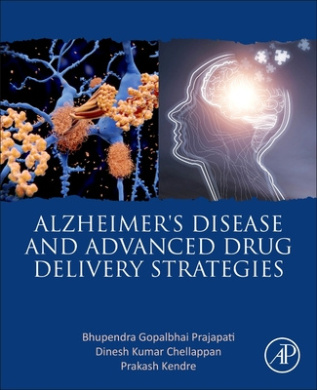 ALZHEIMER'S DISEASE
AND ADVANCED DRUG
DELIVERY STRATEGIES
Bhupendra Gopalbhai Prajapati
Dinesh Kumar Chellappan
Prakash Kendre
AP